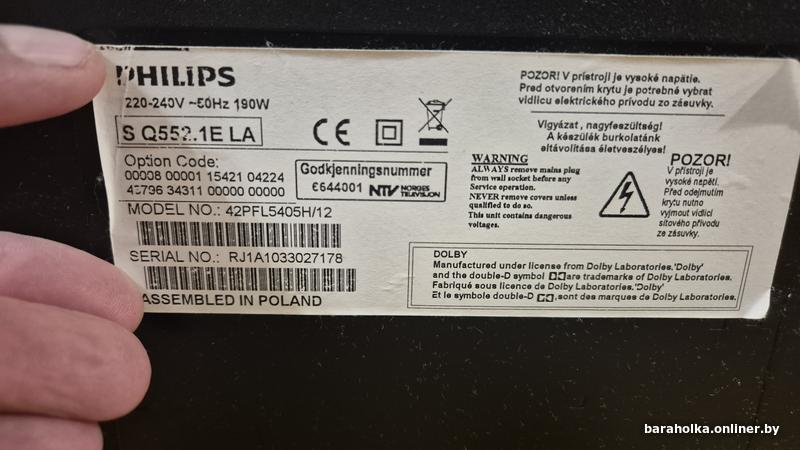 PHILIPS
220-240V ~50Hz 190W
S Q552.1E LA
Option Code:
00008 00001 15421 04224
43796 34311 00000 00000
Godkjenningsnummer
€644001 NTV NORGES TELEVISJON
MODEL NO.: 42PFL5405H/12
SERIAL NO.: RJ1A1033027178
ASSEMBLED IN POLAND
POZOR! V prístroji je vysoké napätie.
Pred otvorením krytu je potrebné vybrat
vidlicu elektrického prívodu zo zásuvky.
Vigyázat , nagyfeszültség!
A készülék burkolatánk
eltávolítása életveszélyes!
WARNING
ALWAYS remove mains plug
from wall socket before any
Service operation.
NEVER remove covers unless
qualified to do so.
This unit contains dangerous
voltages.
POZOR!
V přístroji je
vysoké nepětí.
Před odejmutím
krytu nutno
vyjmout vidlici
síťového přívodu
ze zásuvky.
DOLBY
Manufactured under license from Dolby Laboratories.'Dolby'
and the double-D symbol are trademarks of Dolby Laboratories.
Fabriqué sous licence de Dolby Laboratories.'Dolby'
Et le symbole double-D ,sont des marques de Dolby Laboratories.
baraholka.onliner.by